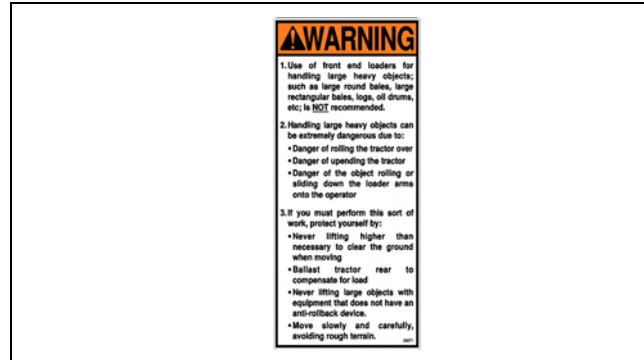 WARNING
1. Use of front end loaders for
handling large heavy objects;
such as large round bales, large
rectangular bales, logs, oil drums,
etc; is NOT recommended.
2. Handling large heavy objects can
be extremely dangerous due to:
• Danger of rolling the tractor over
• Danger of upending the tractor
• Danger of the object rolling or
sliding down the loader arms
onto the operator
3. If you must perform this sort of
work, protect yourself by:
• Never lifting higher than
necessary to clear the ground
when moving
• Ballast tractor rear to
compensate for load
• Never lifting large objects with
equipment that does not have an
anti-rollback device.
• Move slowly and carefully,
avoiding rough terrain.